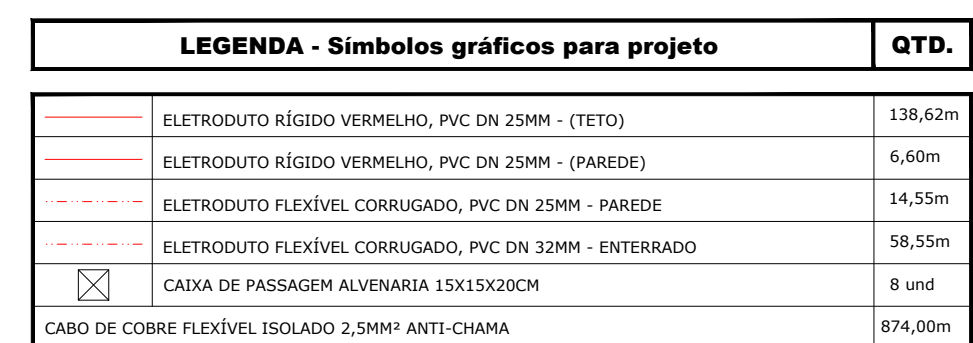 LEGENDA - Símbolos gráficos para projeto QTD.
ELETRODUTO RÍGIDO VERMELHO, PVC DN 25MM - (TETO) 138,62m
ELETRODUTO RÍGIDO VERMELHO, PVC DN 25MM - (PAREDE) 6,60m
ELETRODUTO FLEXÍVEL CORRUGADO, PVC DN 25MM - PAREDE 14,55m
ELETRODUTO FLEXÍVEL CORRUGADO, PVC DN 32MM - ENTERRADO 58,55m
CAIXA DE PASSAGEM ALVENARIA 15X15X20CM 8 und
CABO DE COBRE FLEXÍVEL ISOLADO 2,5MM² ANTI-CHAMA 874,00m